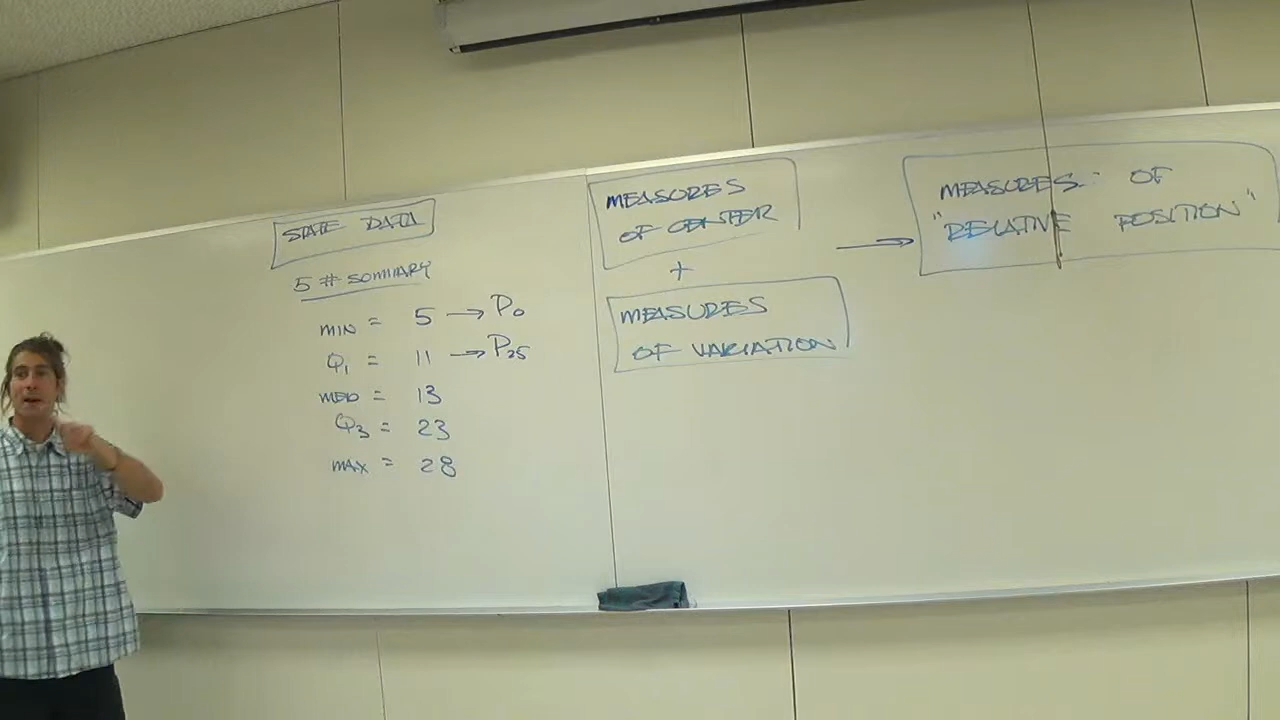 STATE DATA
5 # SUMMARY
MIN = 5 → P₀
Q₁ = 11 → P₂₅
MED = 13
Q₃ = 23
MAX = 28
MEASURES
OF CENTER
+
MEASURES
OF VARIATION
→
MEASURES OF
"RELATIVE POSITION"